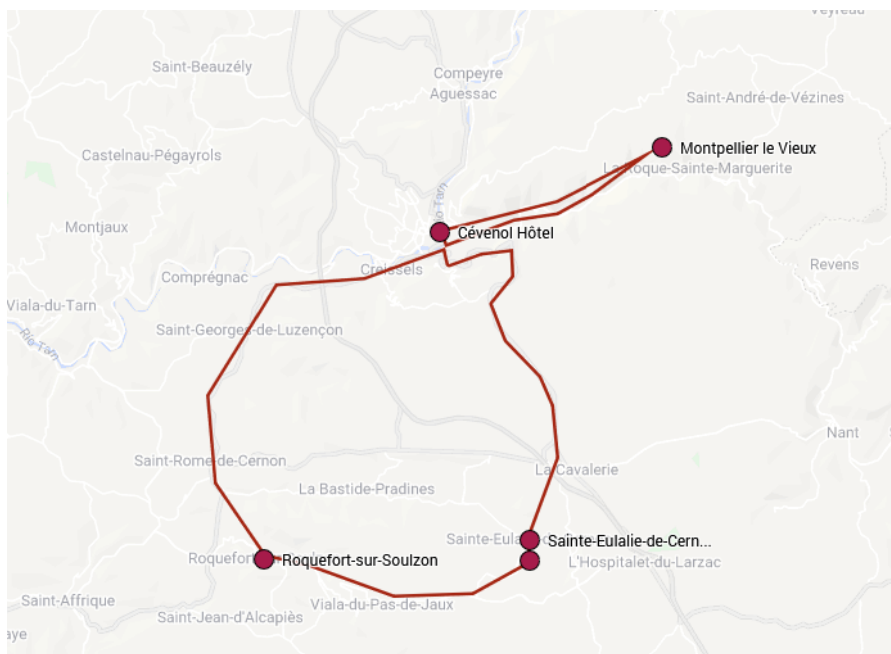 Veyreau
Saint-Beauzély
Compeyre
Aguessac
Saint-André-de-Vézines
Montpellier le Vieux
Castelnau-Pégayrols
La Roque-Sainte-Marguerite
Tarn
Montjaux
Cévenol Hôtel
Creissels
Revens
Comprégnac
Viala-du-Tarn
Saint-Georges-de-Luzençon
Río Tarn
Nant
Saint-Rome-de-Cernon
La Cavalerie
La Bastide-Pradines
Sainte-Eulalie-de-Cern...
Roquefort-sur-Soulzon
L'Hospitalet-du-Larzac
Saint-Affrique
Viala-du-Pas-de-Jaux
Saint-Jean-d'Alcapiès